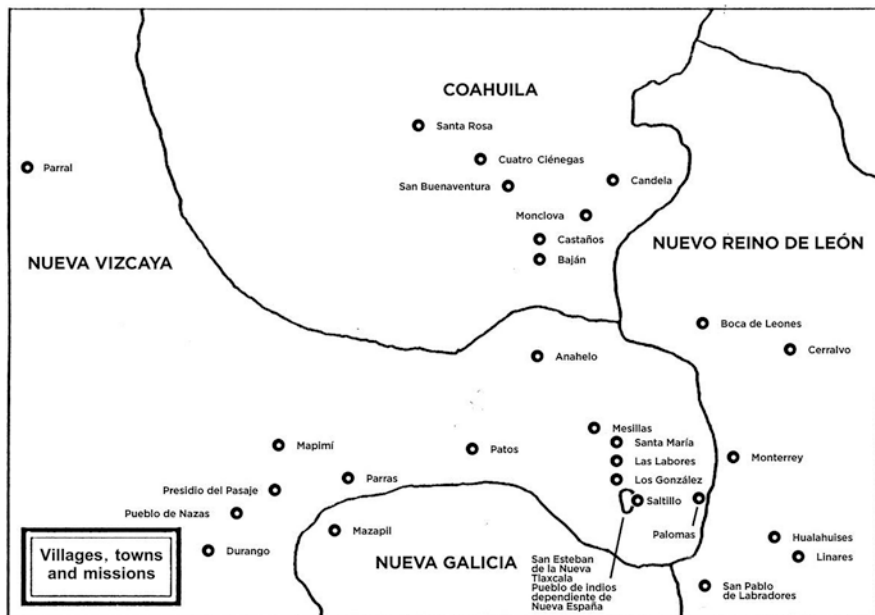 COAHUILA
Santa Rosa
Parral
Cuatro Ciénegas
San Buenaventura
Candela
Monclova
Castaños
NUEVO REINO DE LEÓN
Baján
NUEVA VIZCAYA
Boca de Leones
Anahelo
Cerralvo
Mesillas
Mapimí
Patos
Santa María
Las Labores
Monterrey
Parras
Los González
Presidio del Pasaje
Saltillo
Pueblo de Nazas
Mazapil
Palomas
Hualahuises
Villages, towns
and missions
Durango
NUEVA GALICIA
San Esteban
de la Nueva
Tlaxcala
Pueblo de indios
dependiente de
Nueva España
Linares
San Pablo
de Labradores